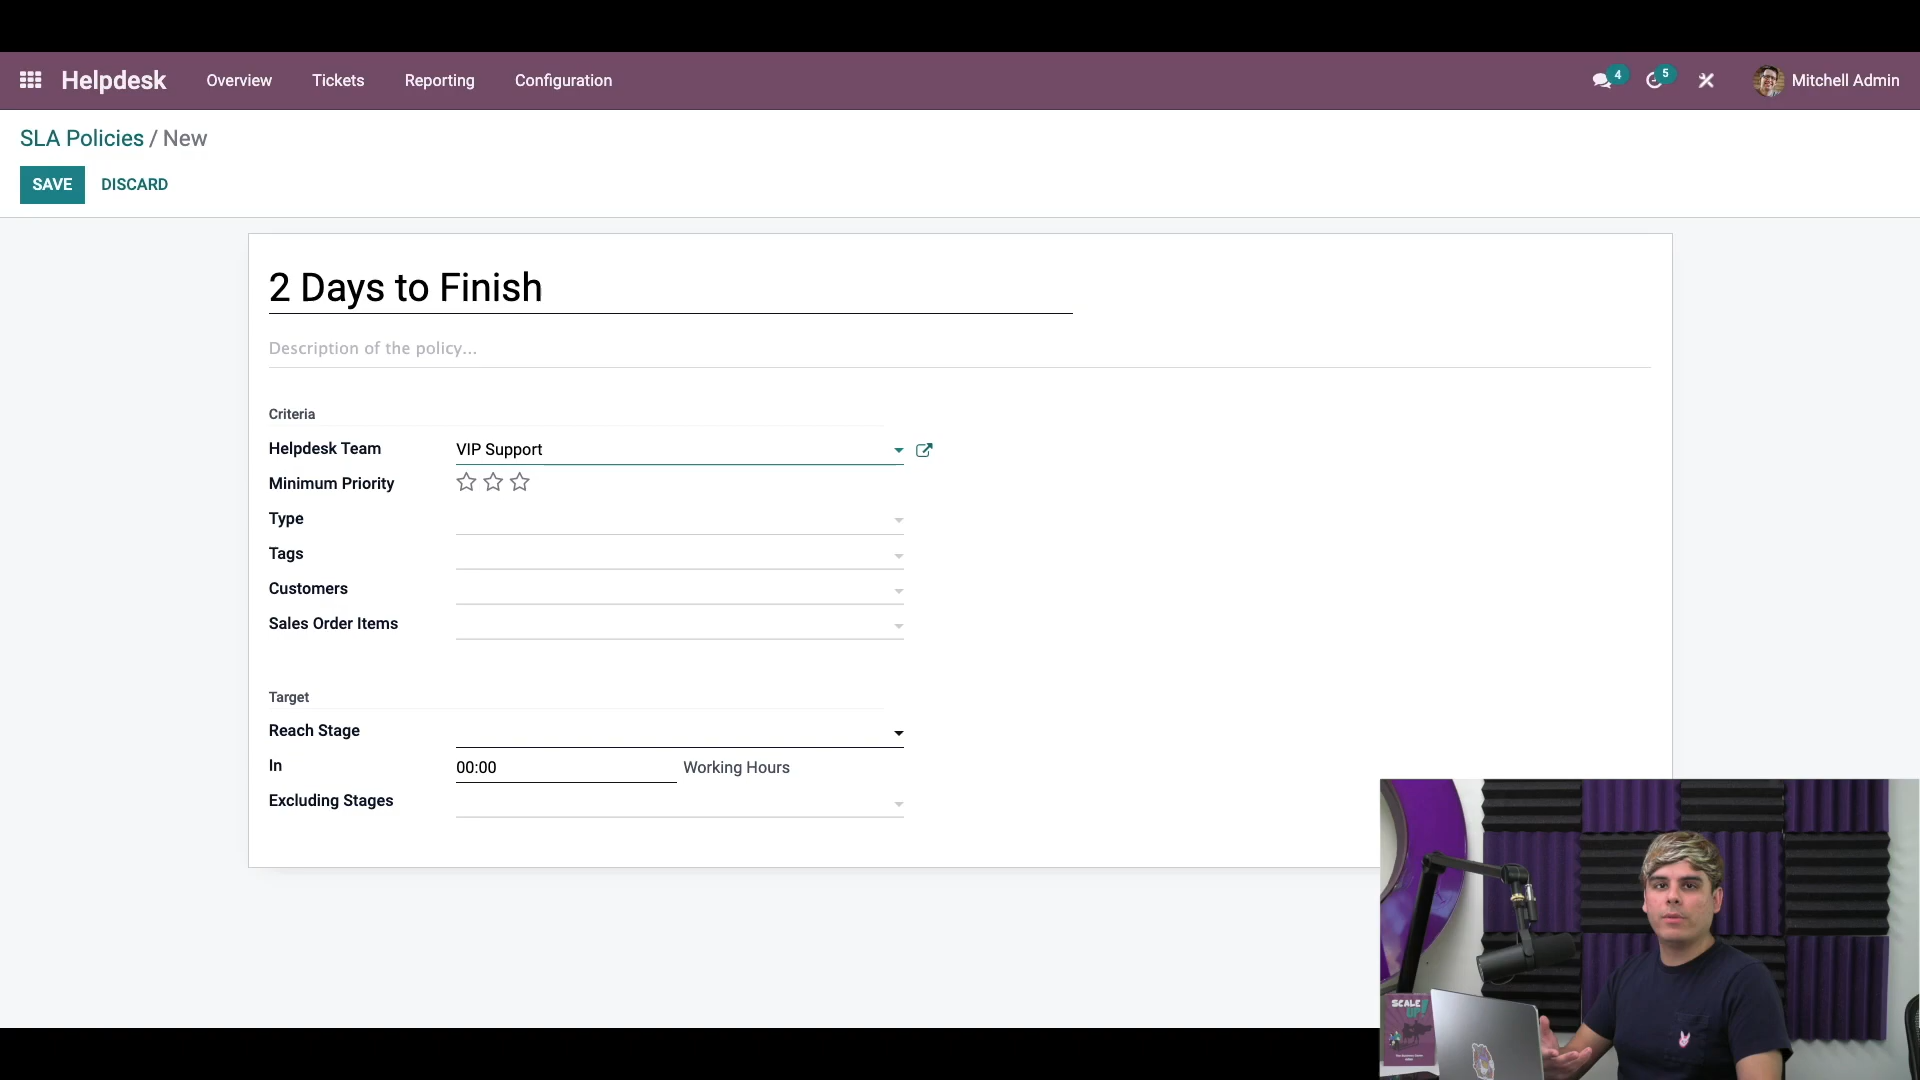 Helpdesk Overview Tickets Reporting Configuration 4 5 Mitchell Admin
SLA Policies / New
SAVE DISCARD
2 Days to Finish
Description of the policy...
Criteria
Helpdesk Team VIP Support
Minimum Priority
Type
Tags
Customers
Sales Order Items
Target
Reach Stage
In 00:00 Working Hours
Excluding Stages
SCALE
UP!